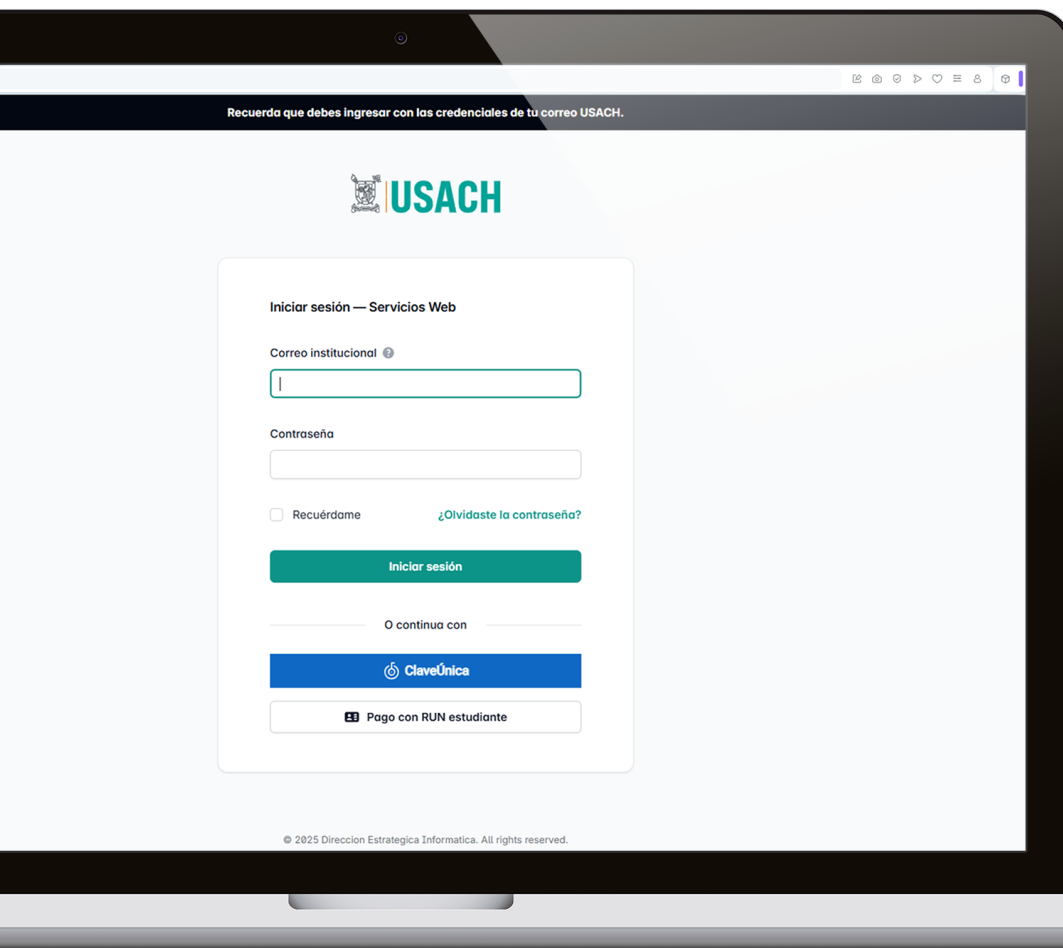 Recuerda que debes ingresar con las credenciales de tu correo USACH.
USACH
Iniciar sesión — Servicios Web
Correo institucional ?
Contraseña
Recuérdame
¿Olvidaste la contraseña?
Iniciar sesión
O continua con
ClaveÚnica
Pago con RUN estudiante
© 2025 Direccion Estrategica Informatica. All rights reserved.